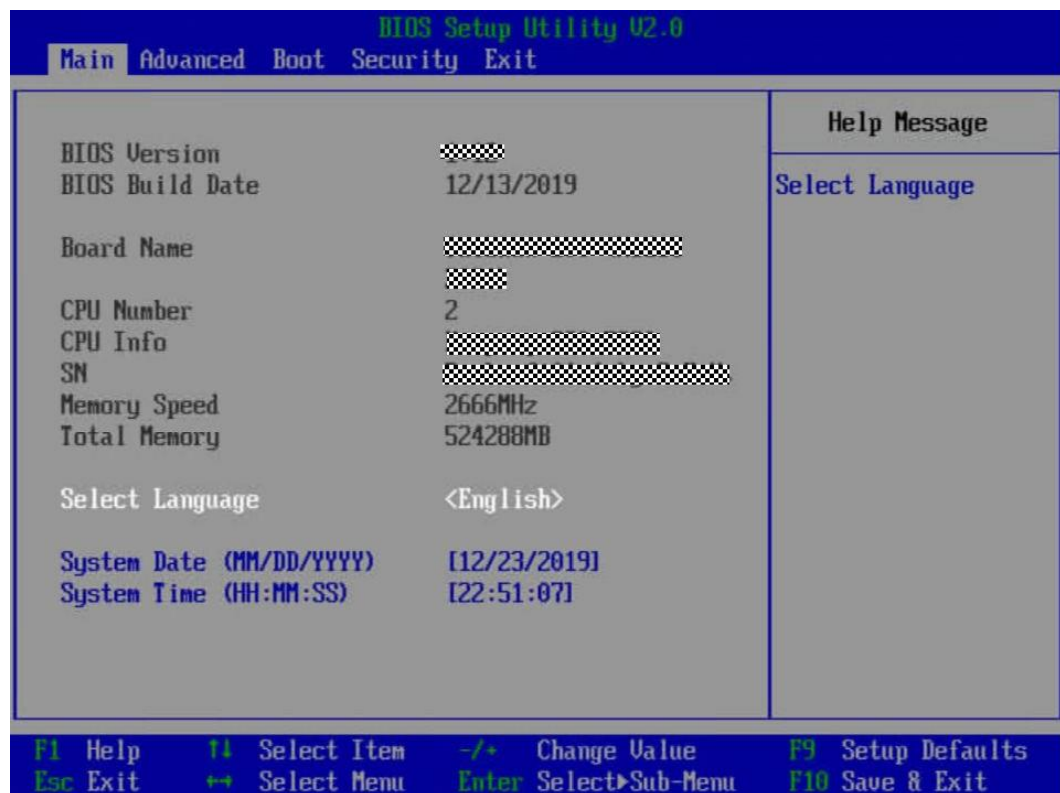 BIOS Setup Utility V2.0
Main Advanced Boot Security Exit
Help Message
Select Language
BIOS Version
BIOS Build Date 12/13/2019
Board Name
CPU Number 2
CPU Info
SN
Memory Speed 2666MHz
Total Memory 524288MB
Select Language <English>
System Date (MM/DD/YYYY) [12/23/2019]
System Time (HH:MM:SS) [22:51:07]
F1 Help ↑↓ Select Item -/+ Change Value F9 Setup Defaults
Esc Exit ←→ Select Menu Enter Select▶Sub-Menu F10 Save & Exit